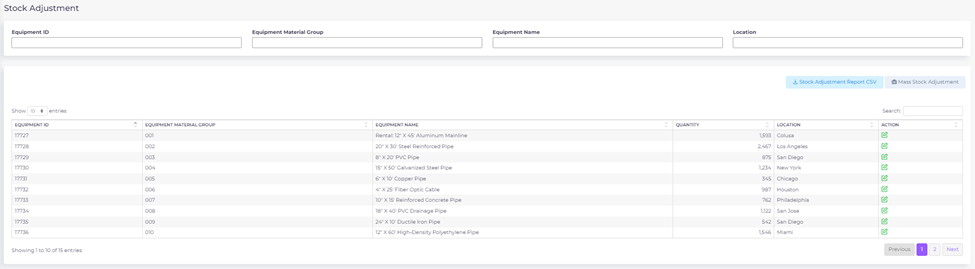 Stock Adjustment
Equipment ID Equipment Material Group Equipment Name Location
Stock Adjustment Report CSV Mass Stock Adjustment
Show 10 entries Search:
EQUIPMENT ID EQUIPMENT MATERIAL GROUP EQUIPMENT NAME QUANTITY LOCATION ACTION
17727 001 Rental: 12" X 45' Aluminum Mainline 1,593 Colusa
17728 002 20" X 30' Steel Reinforced Pipe 2,467 Los Angeles
17729 003 8" X 20' PVC Pipe 875 San Diego
17730 004 15" X 50' Galvanized Steel Pipe 1,234 New York
17731 005 6" X 10' Copper Pipe 345 Chicago
17732 006 4" X 25' Fiber Optic Cable 987 Houston
17733 007 10" X 15' Reinforced Concrete Pipe 762 Philadelphia
17734 008 18" X 40' PVC Drainage Pipe 1,122 San Jose
17735 009 24" X 10' Ductile Iron Pipe 542 San Diego
17736 010 12" X 60' High-Density Polyethylene Pipe 1,546 Miami
Showing 1 to 10 of 15 entries Previous 1 2 Next